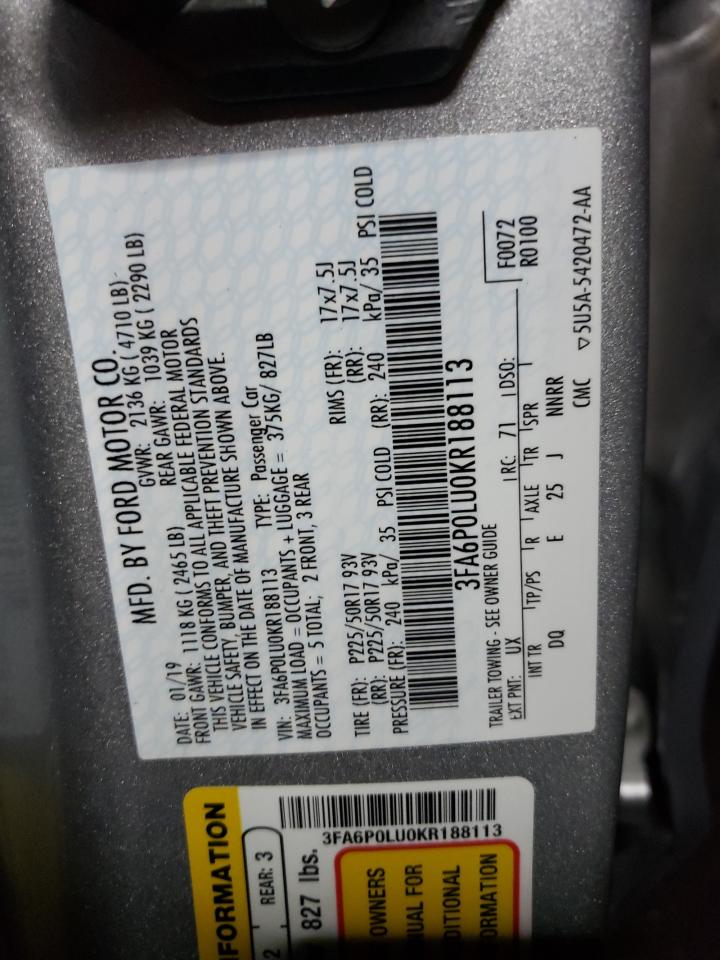 MFD. BY FORD MOTOR CO.
DATE: 01/19 GVWR: 2136 KG ( 4710 LB)
FRONT GAWR: 1118 KG ( 2465 LB) REAR GAWR: 1039 KG ( 2290 LB)
THIS VEHICLE CONFORMS TO ALL APPLICABLE FEDERAL MOTOR
VEHICLE SAFETY, BUMPER, AND THEFT PREVENTION STANDARDS
IN EFFECT ON THE DATE OF MANUFACTURE SHOWN ABOVE.
VIN: 3FA6P0LU0KR188113 TYPE: Passenger Car
MAXIMUM LOAD = OCCUPANTS + LUGGAGE = 375KG/ 827LB
OCCUPANTS = 5 TOTAL; 2 FRONT, 3 REAR
TIRE (FR): P225/50R17 93V RIMS (FR): 17x7.5J
(RR): P225/50R17 93V (RR): 17x7.5J
PRESSURE (FR): 240 kPa/ 35 PSI COLD (RR): 240 kPa/ 35 PSI COLD
3FA6P0LU0KR188113
TRAILER TOWING - SEE OWNER GUIDE F0072
EXT PNT: UX RC: 71 DSO: R0100
INT TR TP/PS R AXLE TR SPR
DQ E 25 J NNRR
CMC ▽5U5A-5420472-AA
FORMATION
2 REAR: 3
827 lbs.
3FA6P0LU0KR188113
OWNERS
UAL FOR
DITIONAL
ORMATION